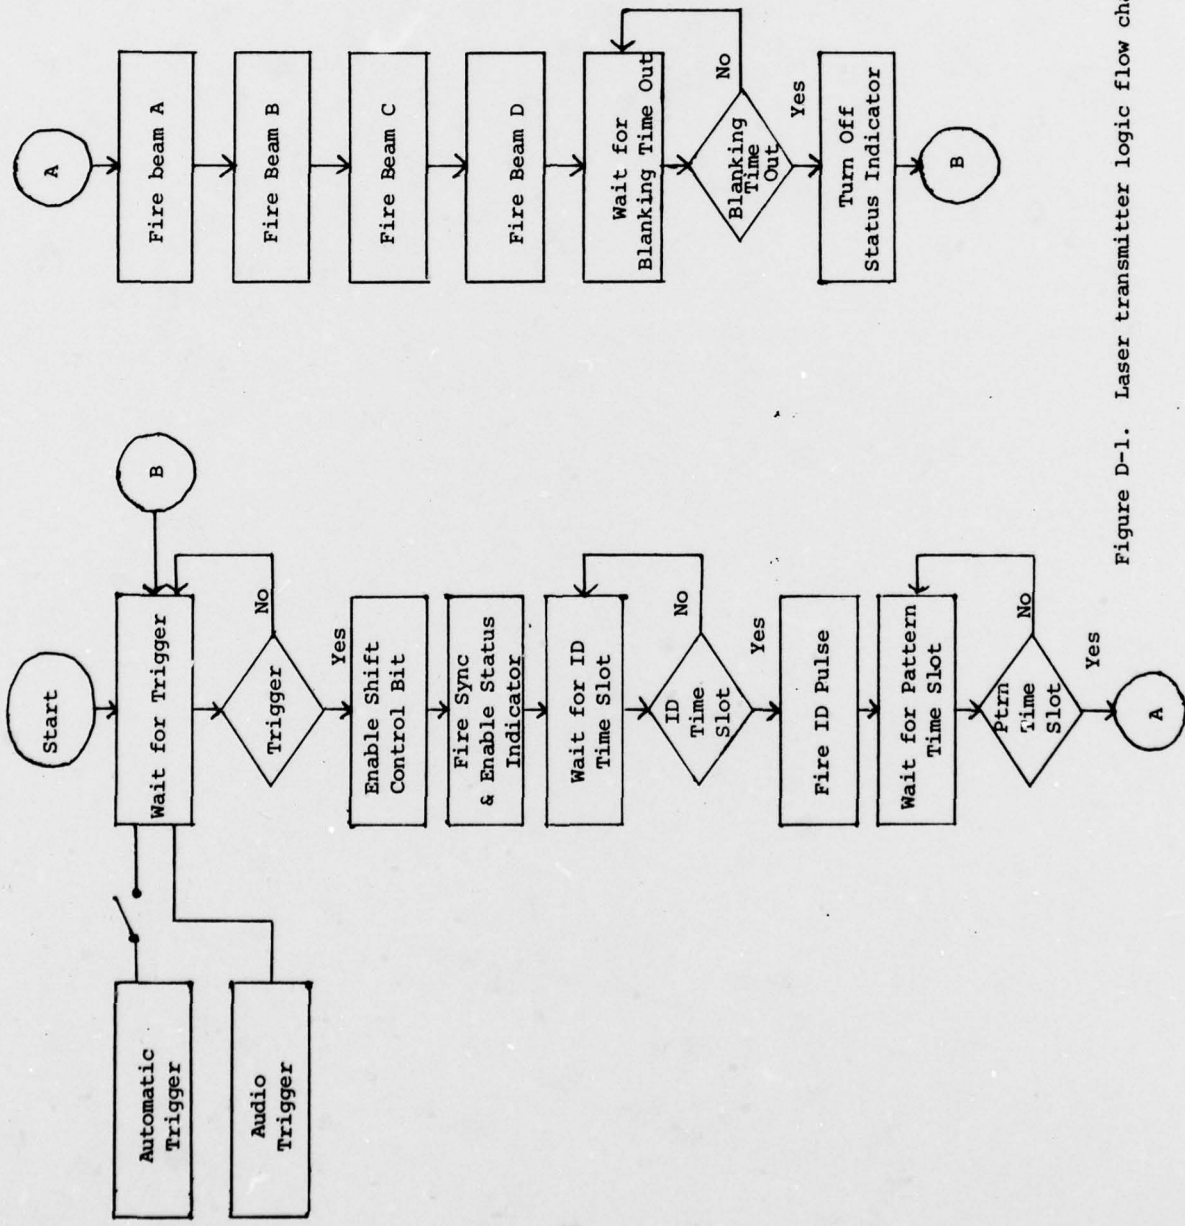 Start
Automatic
Trigger
Audio
Trigger
Wait for Trigger
B
Trigger
No
Yes
Enable Shift
Control Bit
Fire Sync
& Enable Status
Indicator
Wait for ID
Time Slot
ID
Time
Slot
No
Yes
Fire ID Pulse
Wait for Pattern
Time Slot
Ptrn
Time
Slot
No
Yes
A
A
Fire beam A
Fire Beam B
Fire Beam C
Fire Beam D
Wait for
Blanking Time Out
Blanking
Time
Out
No
Yes
Turn Off
Status Indicator
B
Figure D-1. Laser transmitter logic flow